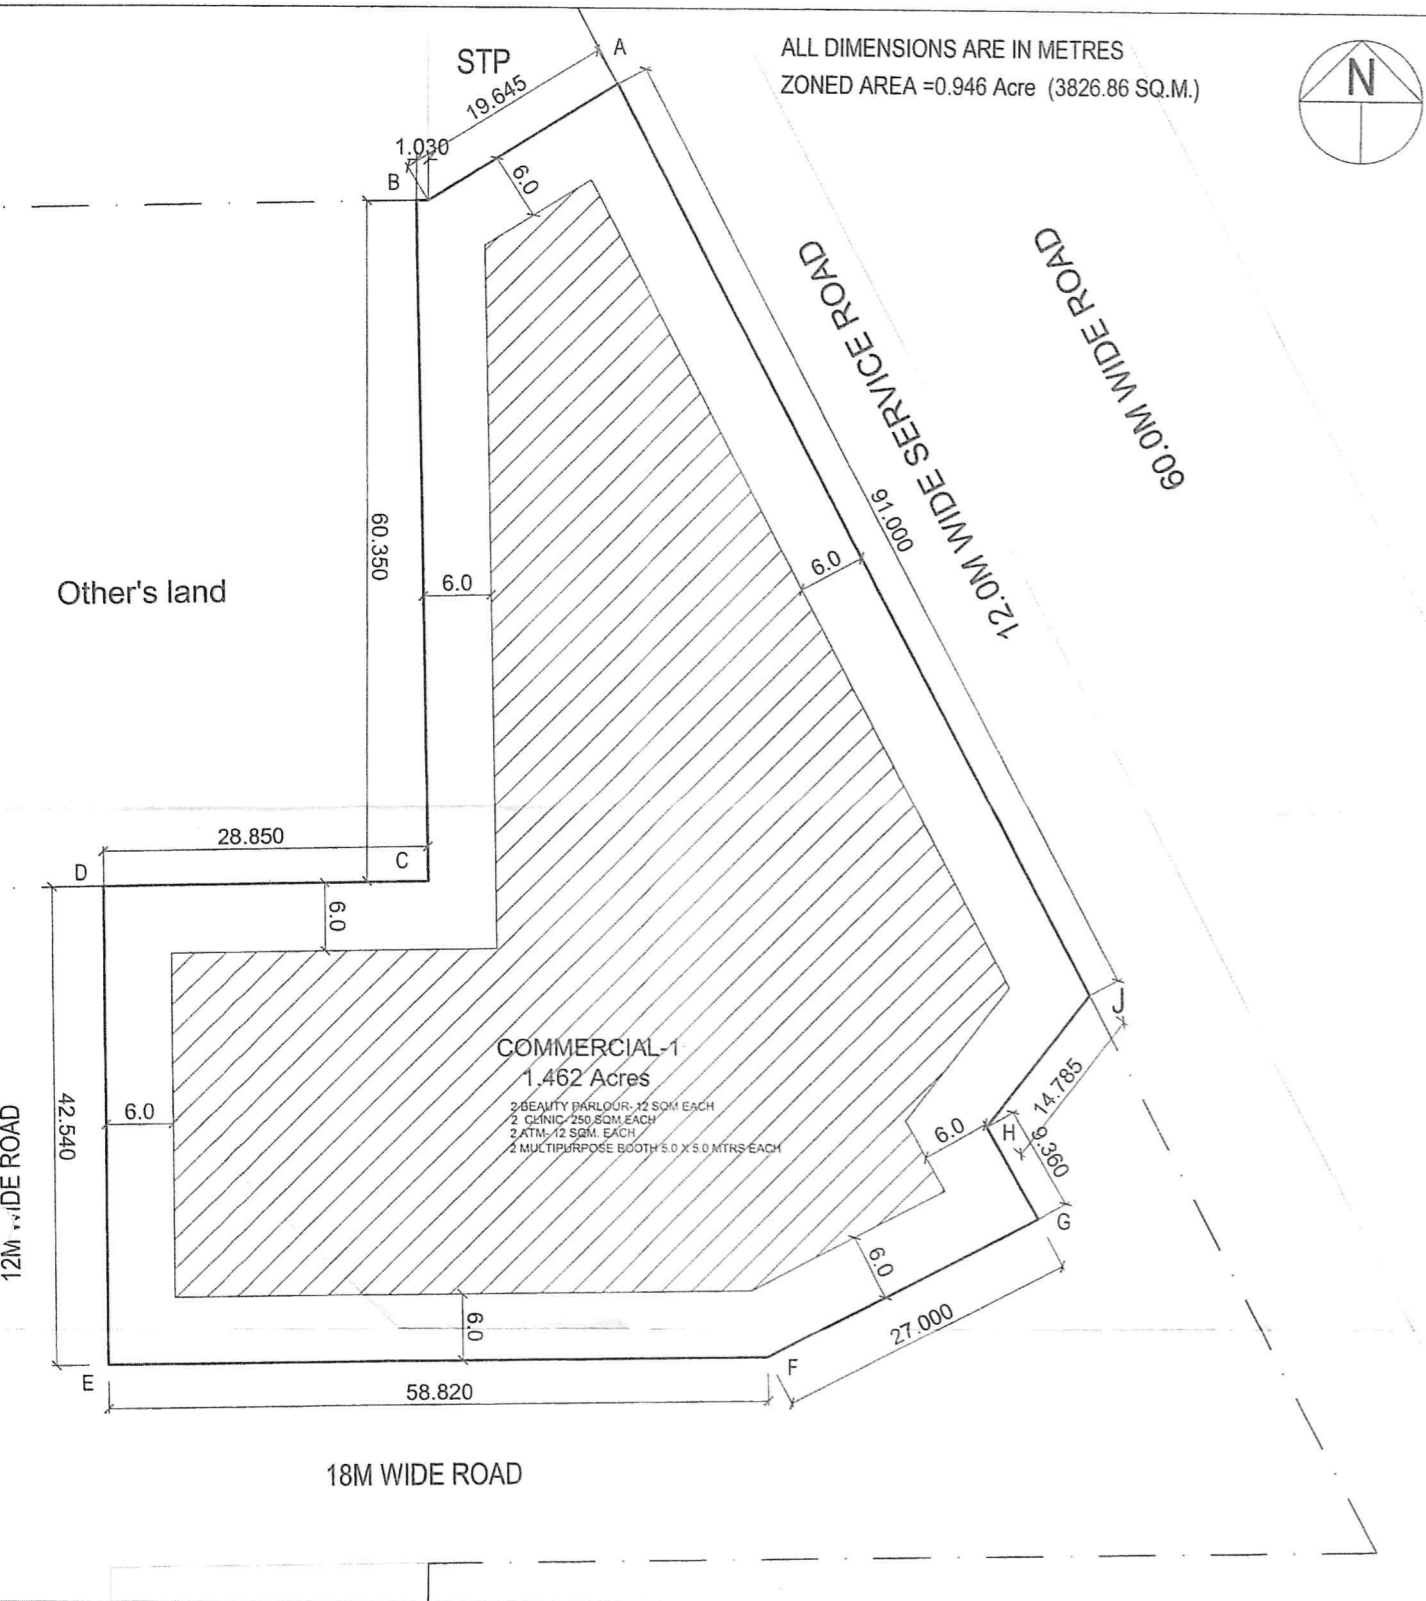 ALL DIMENSIONS ARE IN METRES
ZONED AREA =0.946 Acre (3826.86 SQ.M.)
N
STP
A
19.645
1.030
B
6.0
12.0M WIDE SERVICE ROAD
60.0M WIDE ROAD
91.000
60.350
6.0
6.0
Other's land
28.850
C
D
6.0
J
COMMERCIAL-1
1.462 Acres
2 BEAUTY PARLOUR- 12 SQM EACH
2 CLINIC- 250 SQM EACH
2 ATM- 12 SQM. EACH
2 MULTIPURPOSE BOOTH 5.0 X 5.0 MTRS EACH
14.785
H
9.360
6.0
G
42.540
6.0
12M WIDE ROAD
6.0
6.0
27.000
F
E
58.820
18M WIDE ROAD